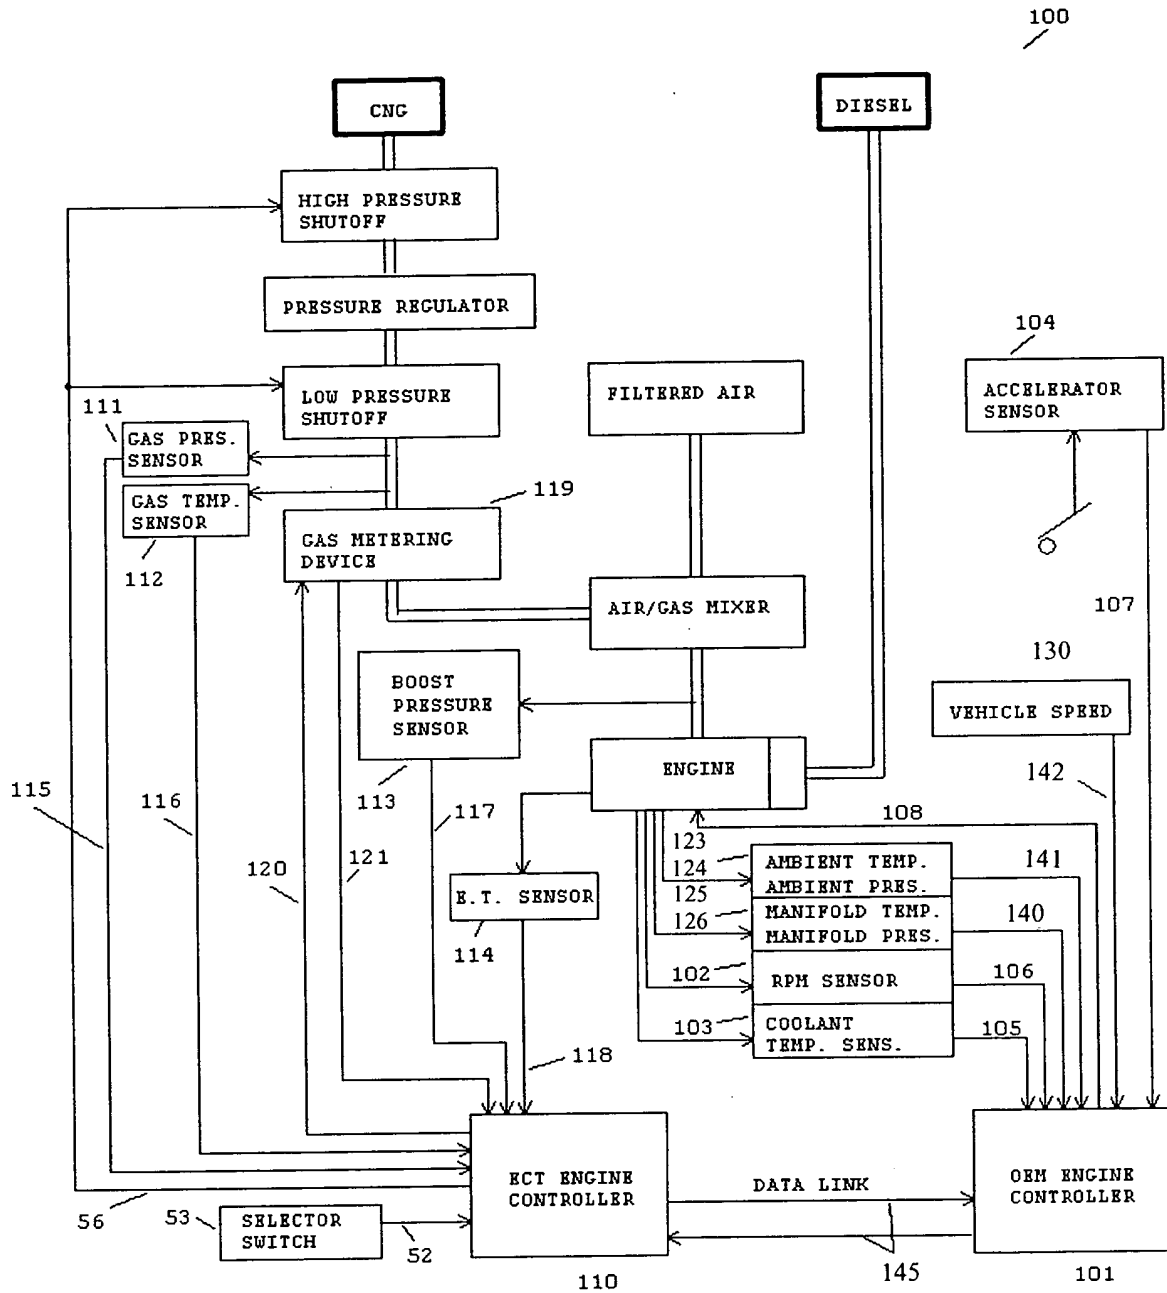 100
CNG
DIESEL
HIGH PRESSURE
SHUTOFF
PRESSURE REGULATOR
104
LOW PRESSURE
SHUTOFF
FILTERED AIR
ACCELERATOR
SENSOR
111
GAS PRES.
SENSOR
GAS TEMP.
SENSOR
112
119
GAS METERING
DEVICE
AIR/GAS MIXER
107
130
BOOST
PRESSURE
SENSOR
VEHICLE SPEED
ENGINE
113
115
116
117
142
108
120
121
123
124
125
126
AMBIENT TEMP.
AMBIENT PRES.
141
MANIFOLD TEMP.
MANIFOLD PRES.
140
E.T. SENSOR
114
102
RPM SENSOR
106
103
COOLANT
TEMP. SENS.
105
118
ECT ENGINE
CONTROLLER
DATA LINK
OEM ENGINE
CONTROLLER
56
53
SELECTOR
SWITCH
52
110
145
101